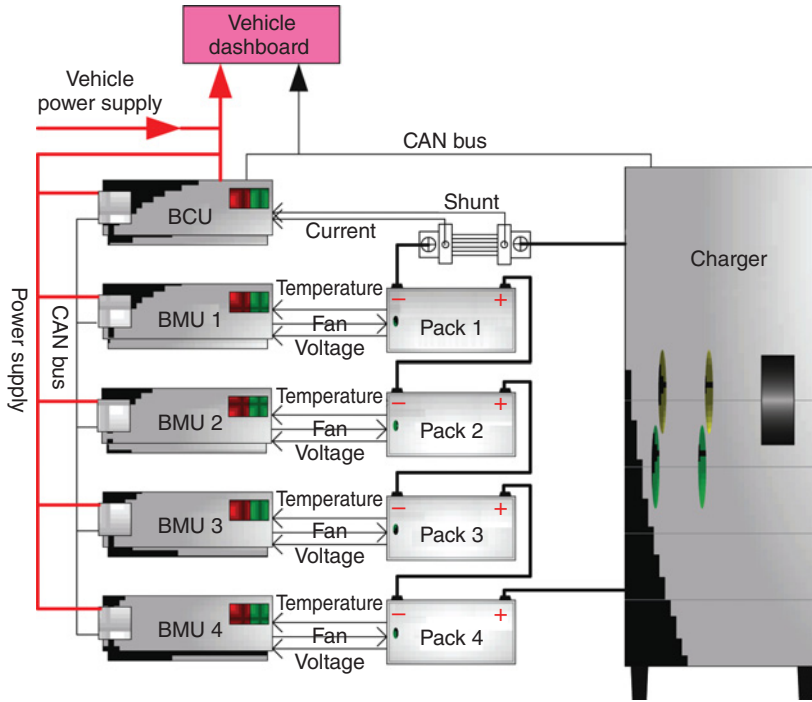 Vehicle
dashboard
Vehicle
power supply
CAN bus
BCU
Shunt
Current
Charger
Power supply
CAN bus
BMU 1
Temperature
Fan
Voltage
− +
Pack 1
BMU 2
Temperature
Fan
Voltage
− +
Pack 2
BMU 3
Temperature
Fan
Voltage
− +
Pack 3
BMU 4
Temperature
Fan
Voltage
− +
Pack 4